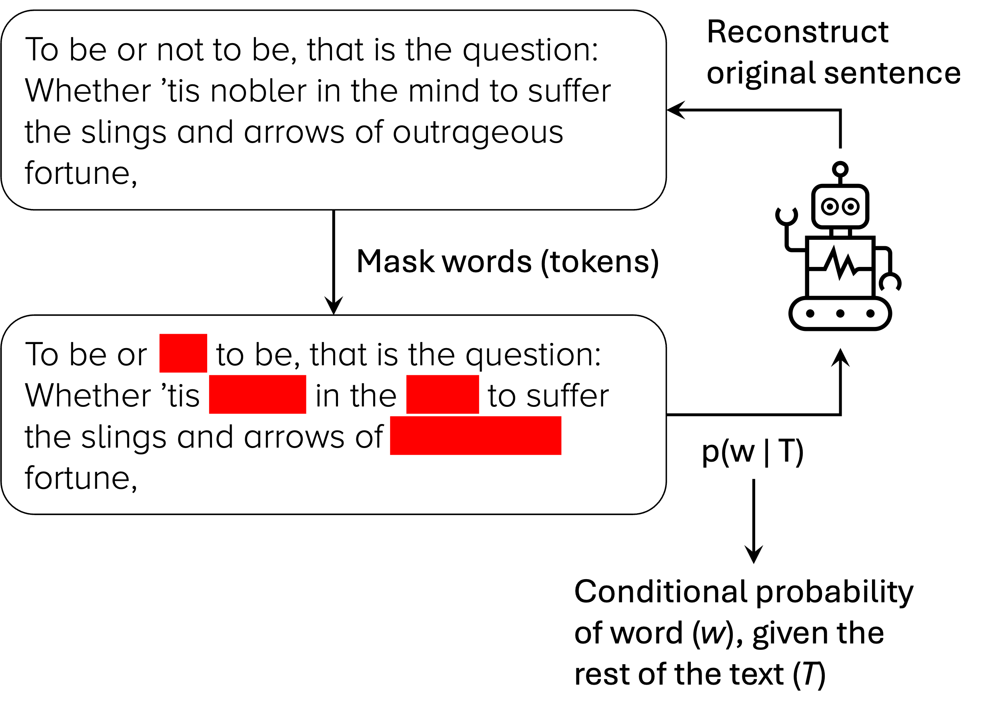 To be or not to be, that is the question:
Whether ’tis nobler in the mind to suffer
the slings and arrows of outrageous
fortune,
Reconstruct
original sentence
Mask words (tokens)
To be or to be, that is the question:
Whether ’tis in the to suffer
the slings and arrows of
fortune,
p(w | T)
Conditional probability
of word (w), given the
rest of the text (T)